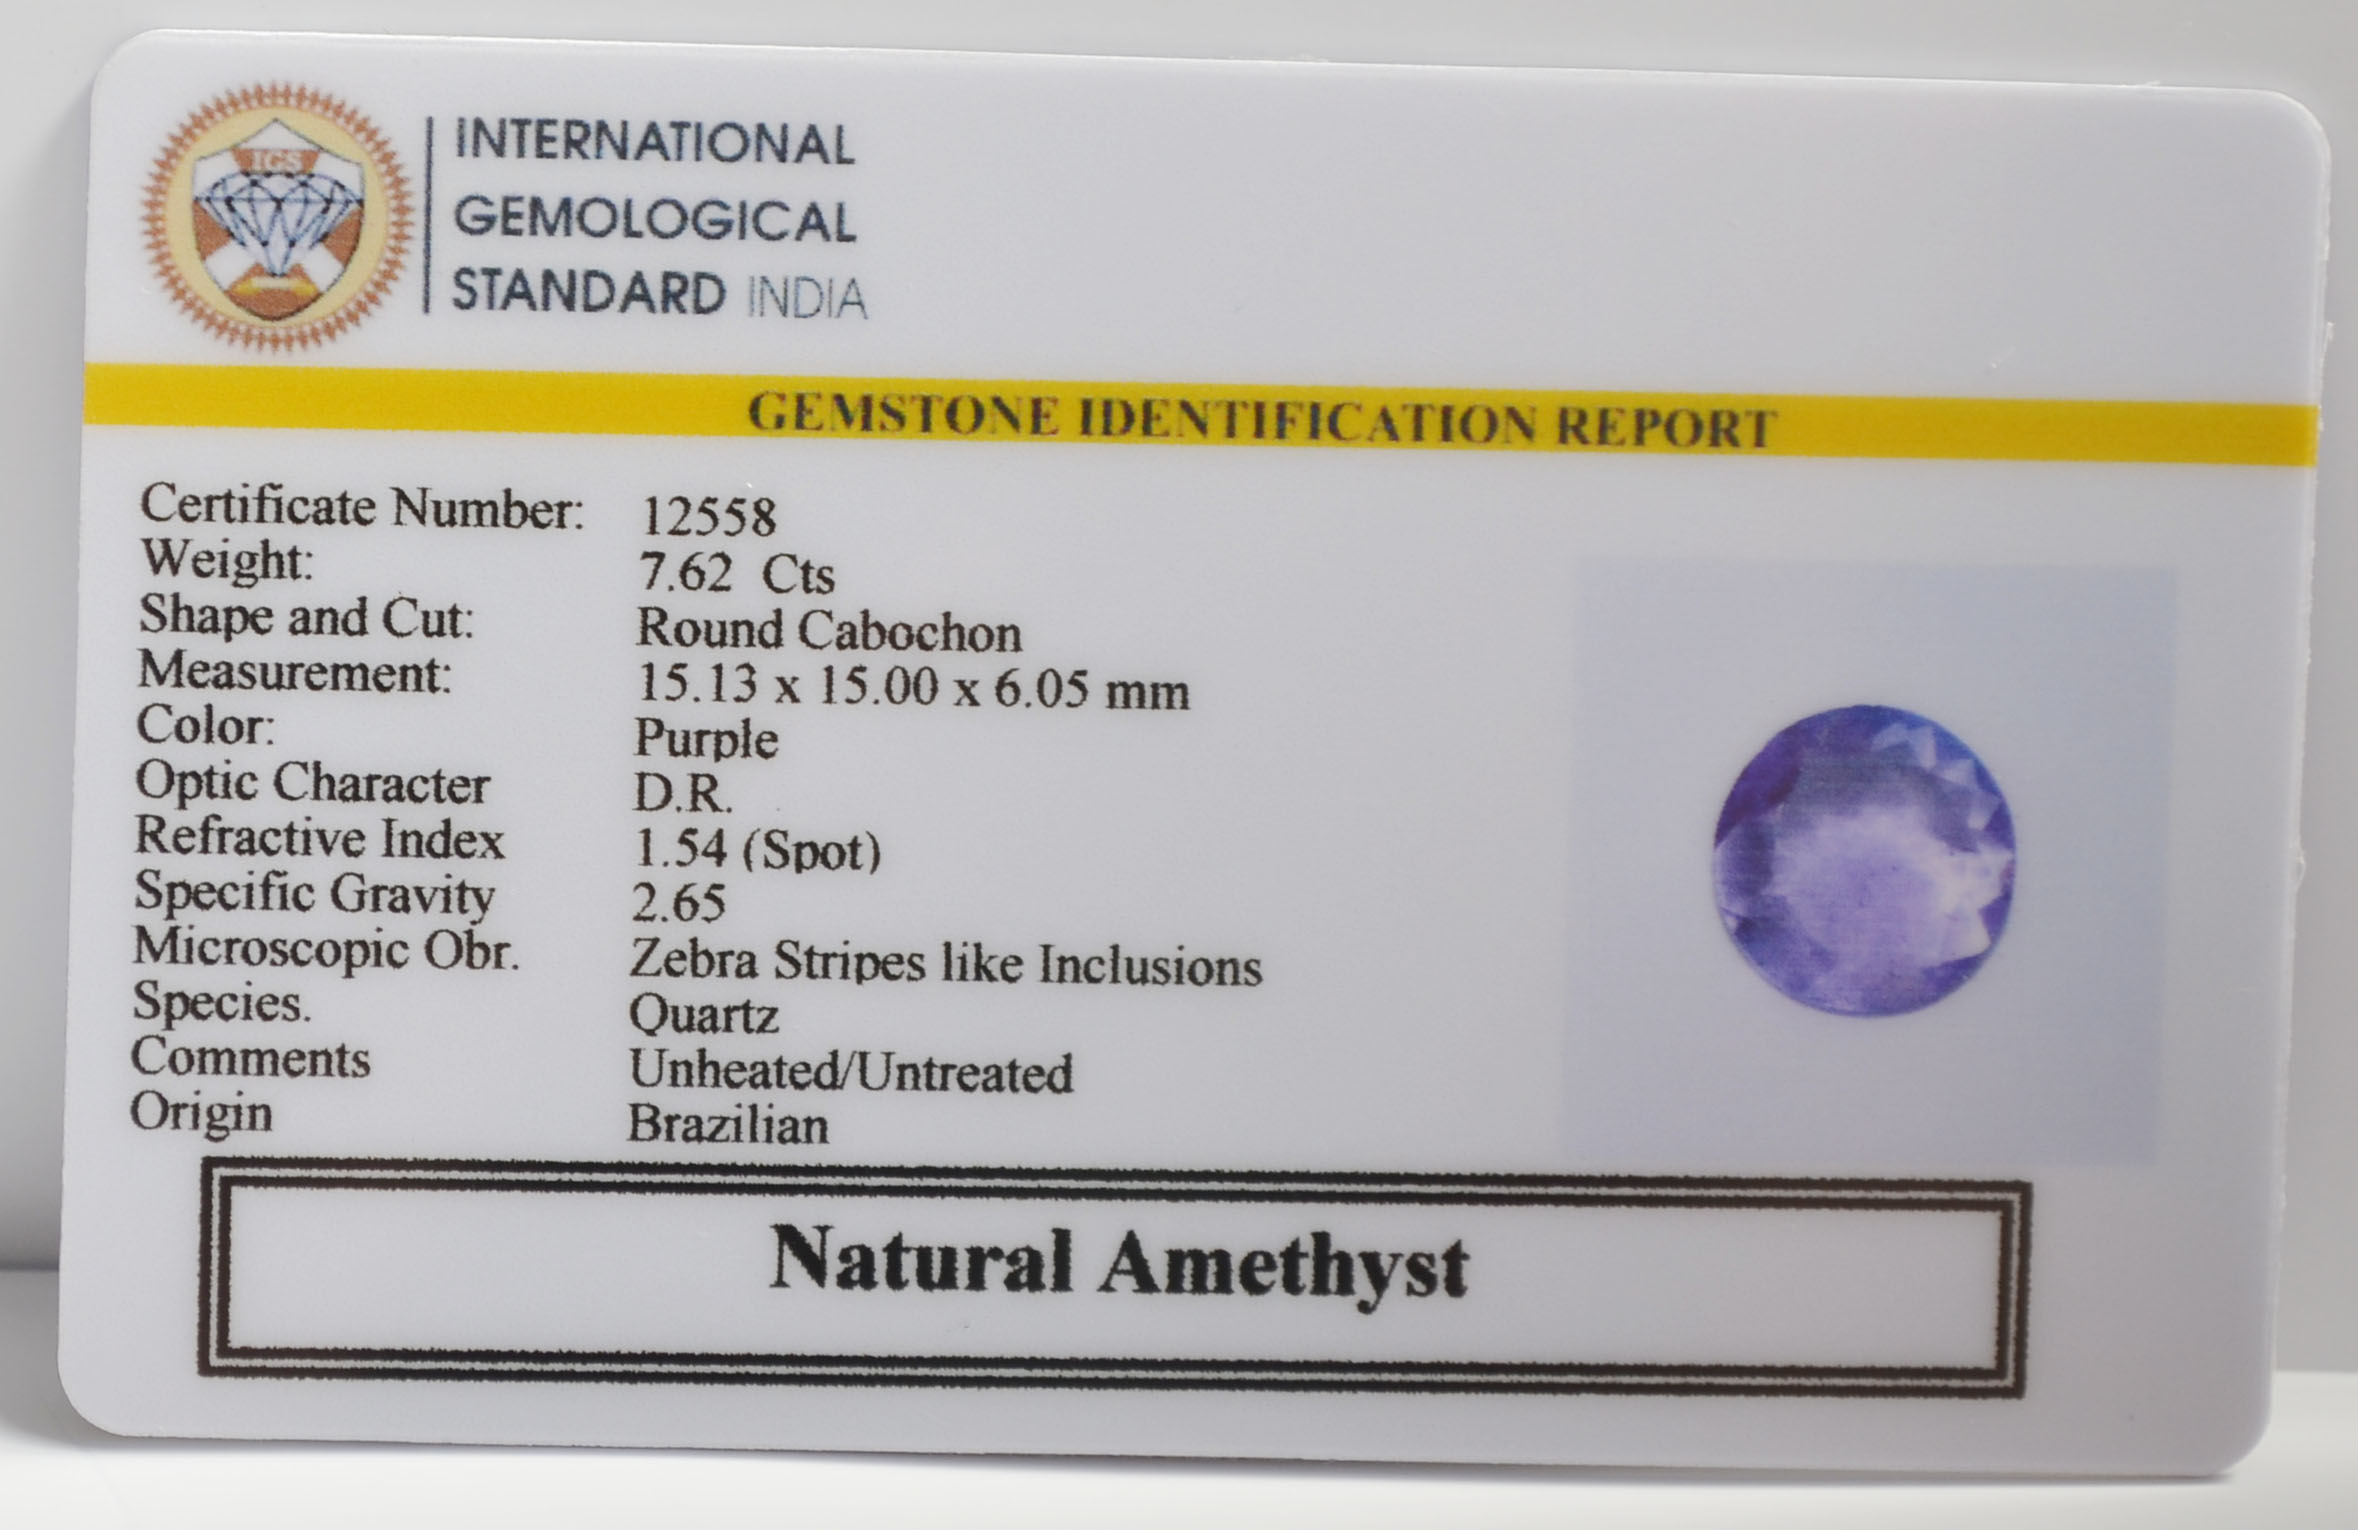 IGS
INTERNATIONAL
GEMOLOGICAL
STANDARD INDIA
GEMSTONE IDENTIFICATION REPORT
Certificate Number: 12558
Weight: 7.62 Cts
Shape and Cut: Round Cabochon
Measurement: 15.13 x 15.00 x 6.05 mm
Color: Purple
Optic Character D.R.
Refractive Index 1.54 (Spot)
Specific Gravity 2.65
Microscopic Obr. Zebra Stripes like Inclusions
Species. Quartz
Comments Unheated/Untreated
Origin Brazilian
Natural Amethyst